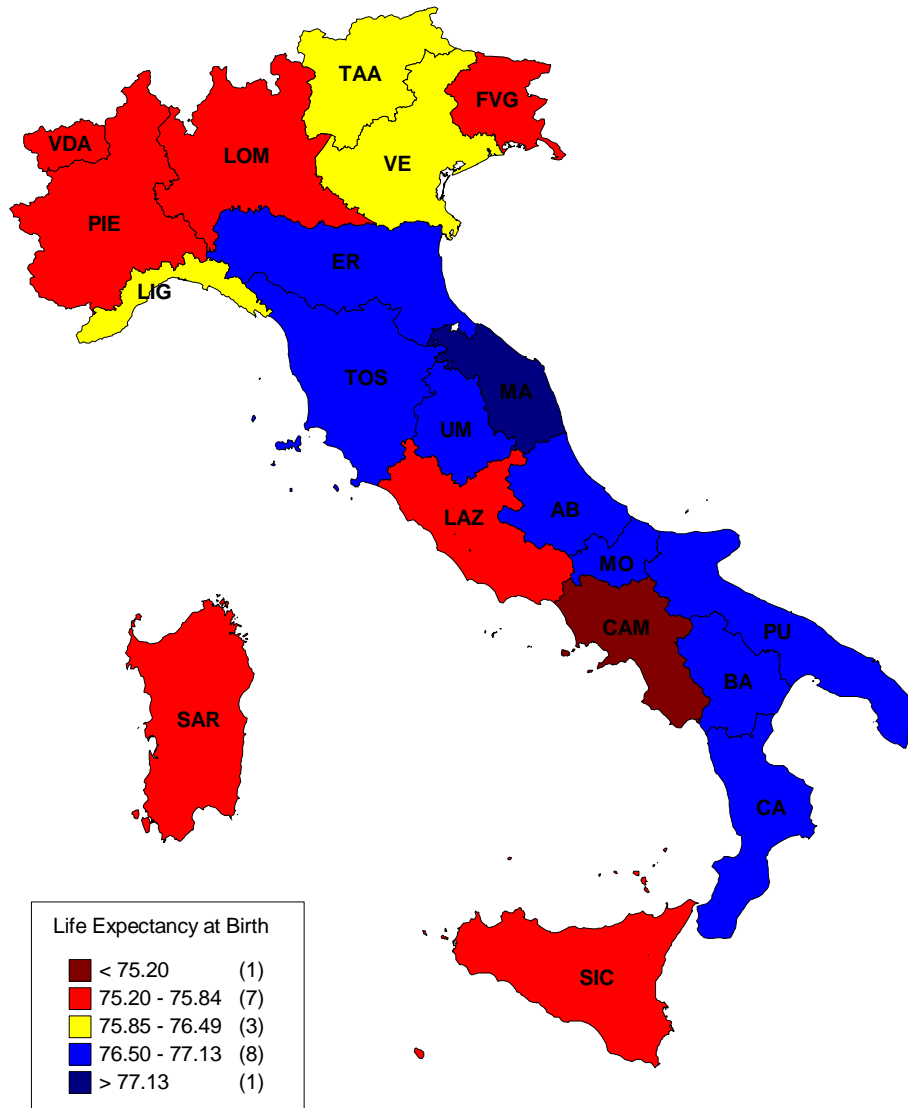 TAA
FVG
VDA
LOM
VE
PIE
ER
LIG
TOS
MA
UM
LAZ
AB
MO
CAM
PU
BA
SAR
CA
SIC
Life Expectancy at Birth
< 75.20 (1)
75.20 - 75.84 (7)
75.85 - 76.49 (3)
76.50 - 77.13 (8)
> 77.13 (1)